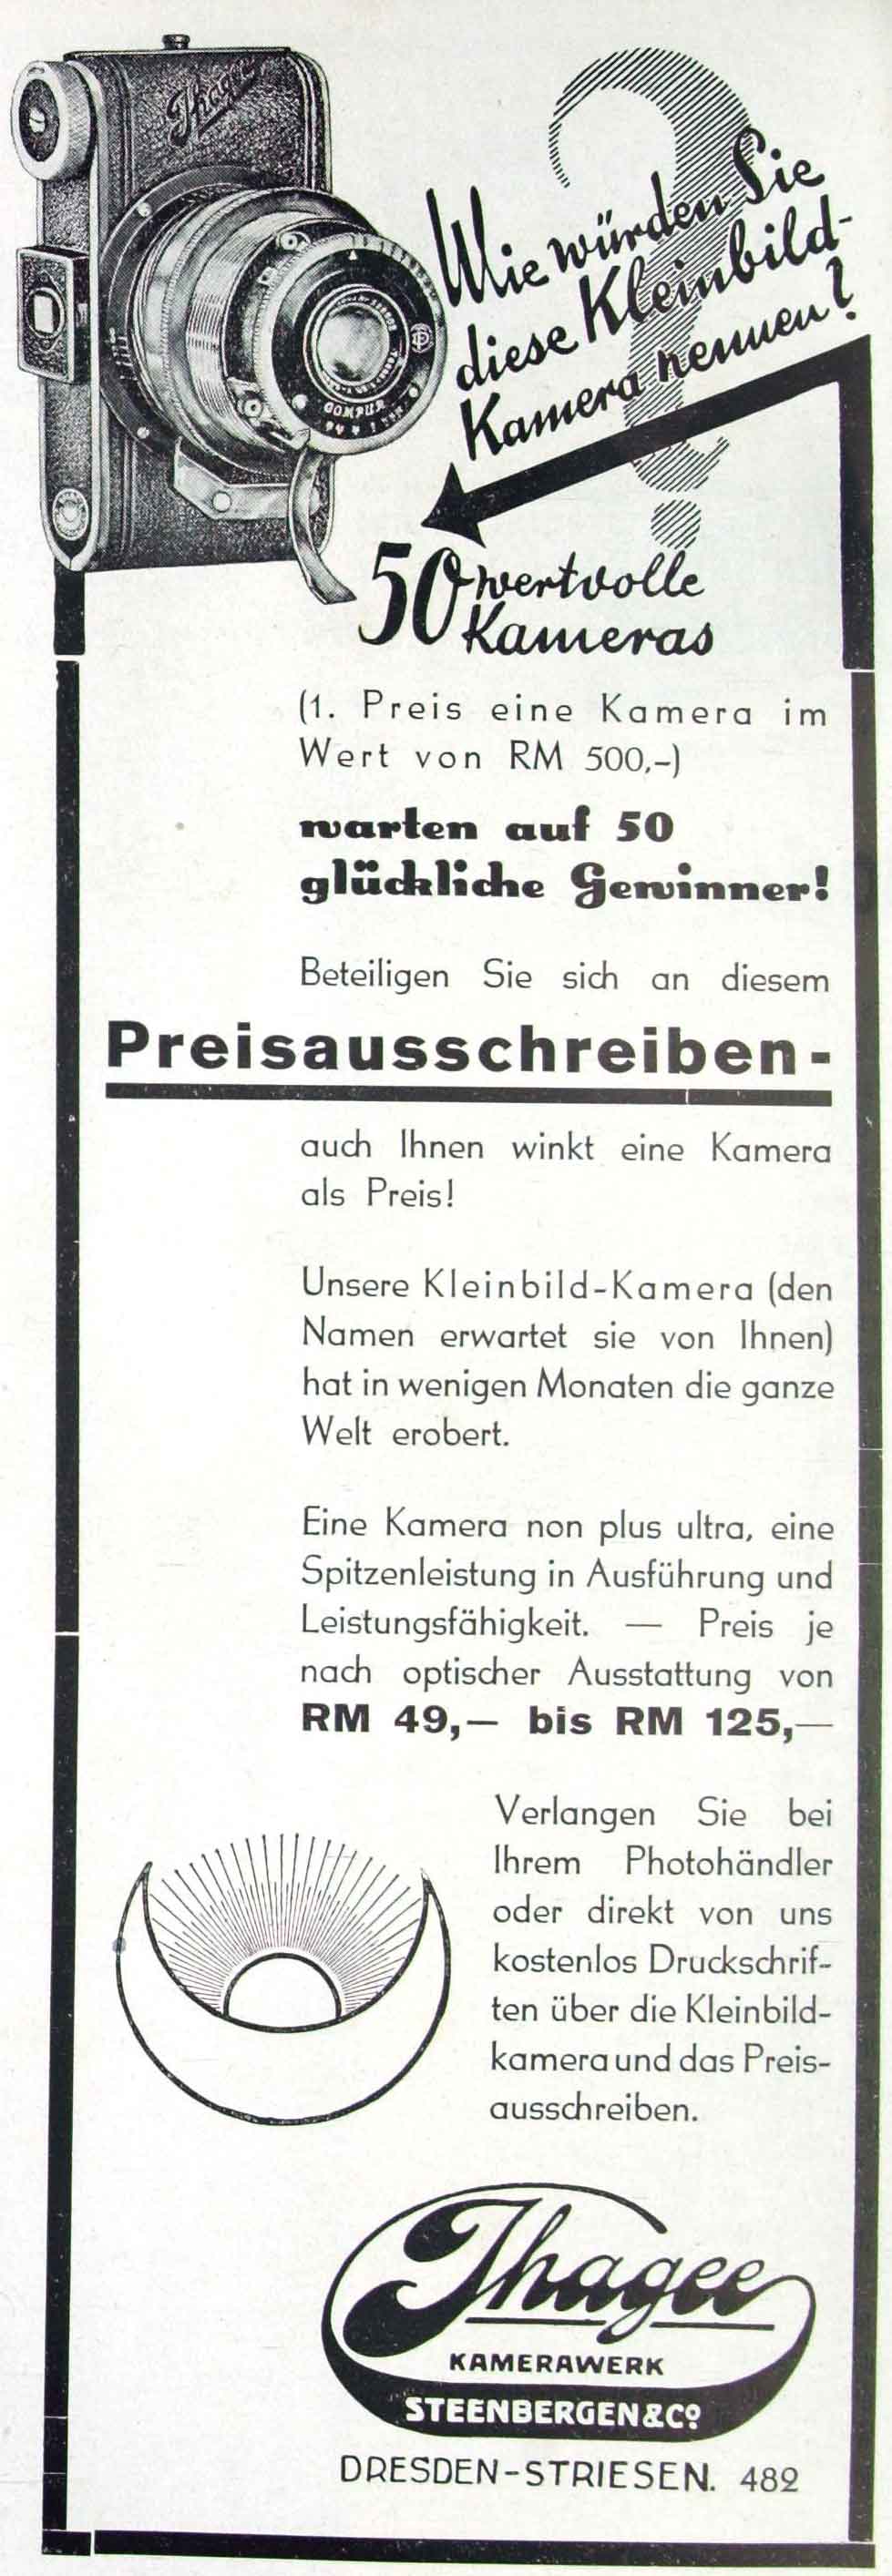 Ihagee
COMPUR
Wie würden Sie
diese Kleinbild-
Kamera nennen?
50 wertvolle
Kameras
(1. Preis eine Kamera im
Wert von RM 500,-)
warten auf 50
glückliche Gewinner!
Beteiligen Sie sich an diesem
Preisausschreiben-
auch Ihnen winkt eine Kamera
als Preis!
Unsere Kleinbild-Kamera (den
Namen erwartet sie von Ihnen)
hat in wenigen Monaten die ganze
Welt erobert.
Eine Kamera non plus ultra, eine
Spitzenleistung in Ausführung und
Leistungsfähigkeit. — Preis je
nach optischer Ausstattung von
RM 49,— bis RM 125,—
Verlangen Sie bei
Ihrem Photohändler
oder direkt von uns
kostenlos Druckschrif-
ten über die Kleinbild-
kamera und das Preis-
ausschreiben.
Ihagee
KAMERAWERK
STEENBERGEN & Co
DRESDEN-STRIESEN. 482